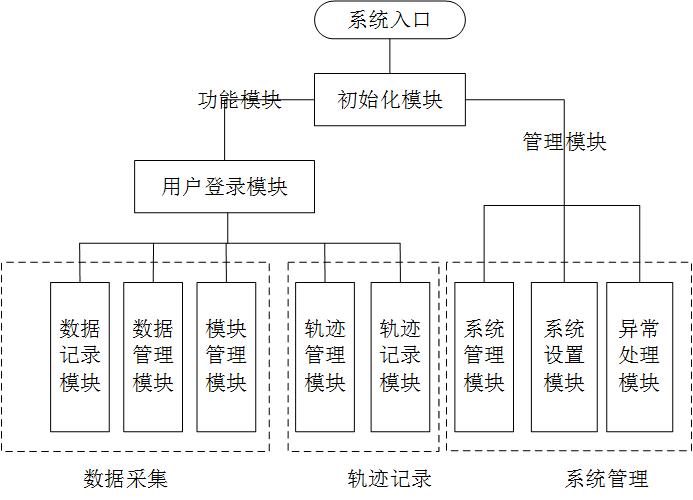 系统入口
功能模块
初始化模块
管理模块
用户登录模块
数据
记录
模块
数据
管理
模块
模块
管理
模块
轨迹
管理
模块
轨迹
记录
模块
系统
管理
模块
系统
设置
模块
异常
处理
模块
数据采集
轨迹记录
系统管理